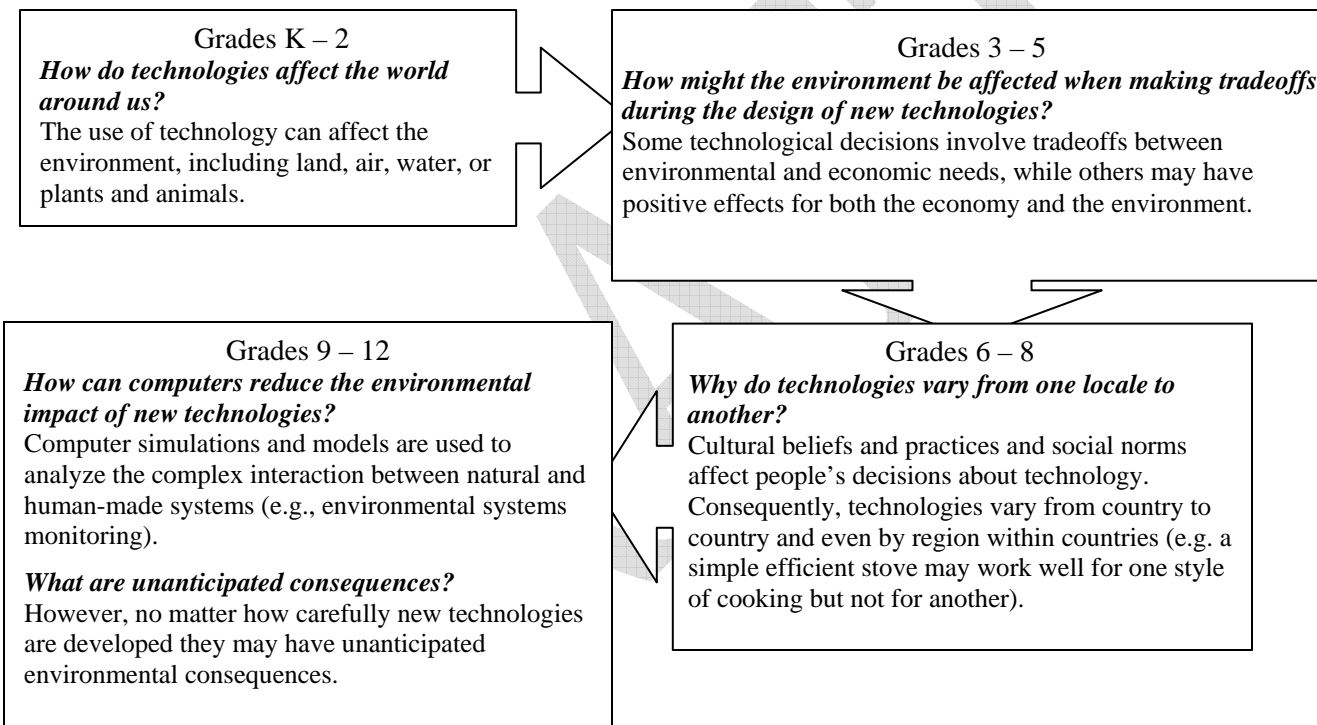 Grades K – 2
How do technologies affect the world
around us?
The use of technology can affect the
environment, including land, air, water, or
plants and animals.
Grades 3 – 5
How might the environment be affected when making tradeoffs
during the design of new technologies?
Some technological decisions involve tradeoffs between
environmental and economic needs, while others may have
positive effects for both the economy and the environment.
Grades 6 – 8
Why do technologies vary from one locale to
another?
Cultural beliefs and practices and social norms
affect people’s decisions about technology.
Consequently, technologies vary from country to
country and even by region within countries (e.g. a
simple efficient stove may work well for one style
of cooking but not for another).
Grades 9 – 12
How can computers reduce the environmental
impact of new technologies?
Computer simulations and models are used to
analyze the complex interaction between natural and
human-made systems (e.g., environmental systems
monitoring).
What are unanticipated consequences?
However, no matter how carefully new technologies
are developed they may have unanticipated
environmental consequences.